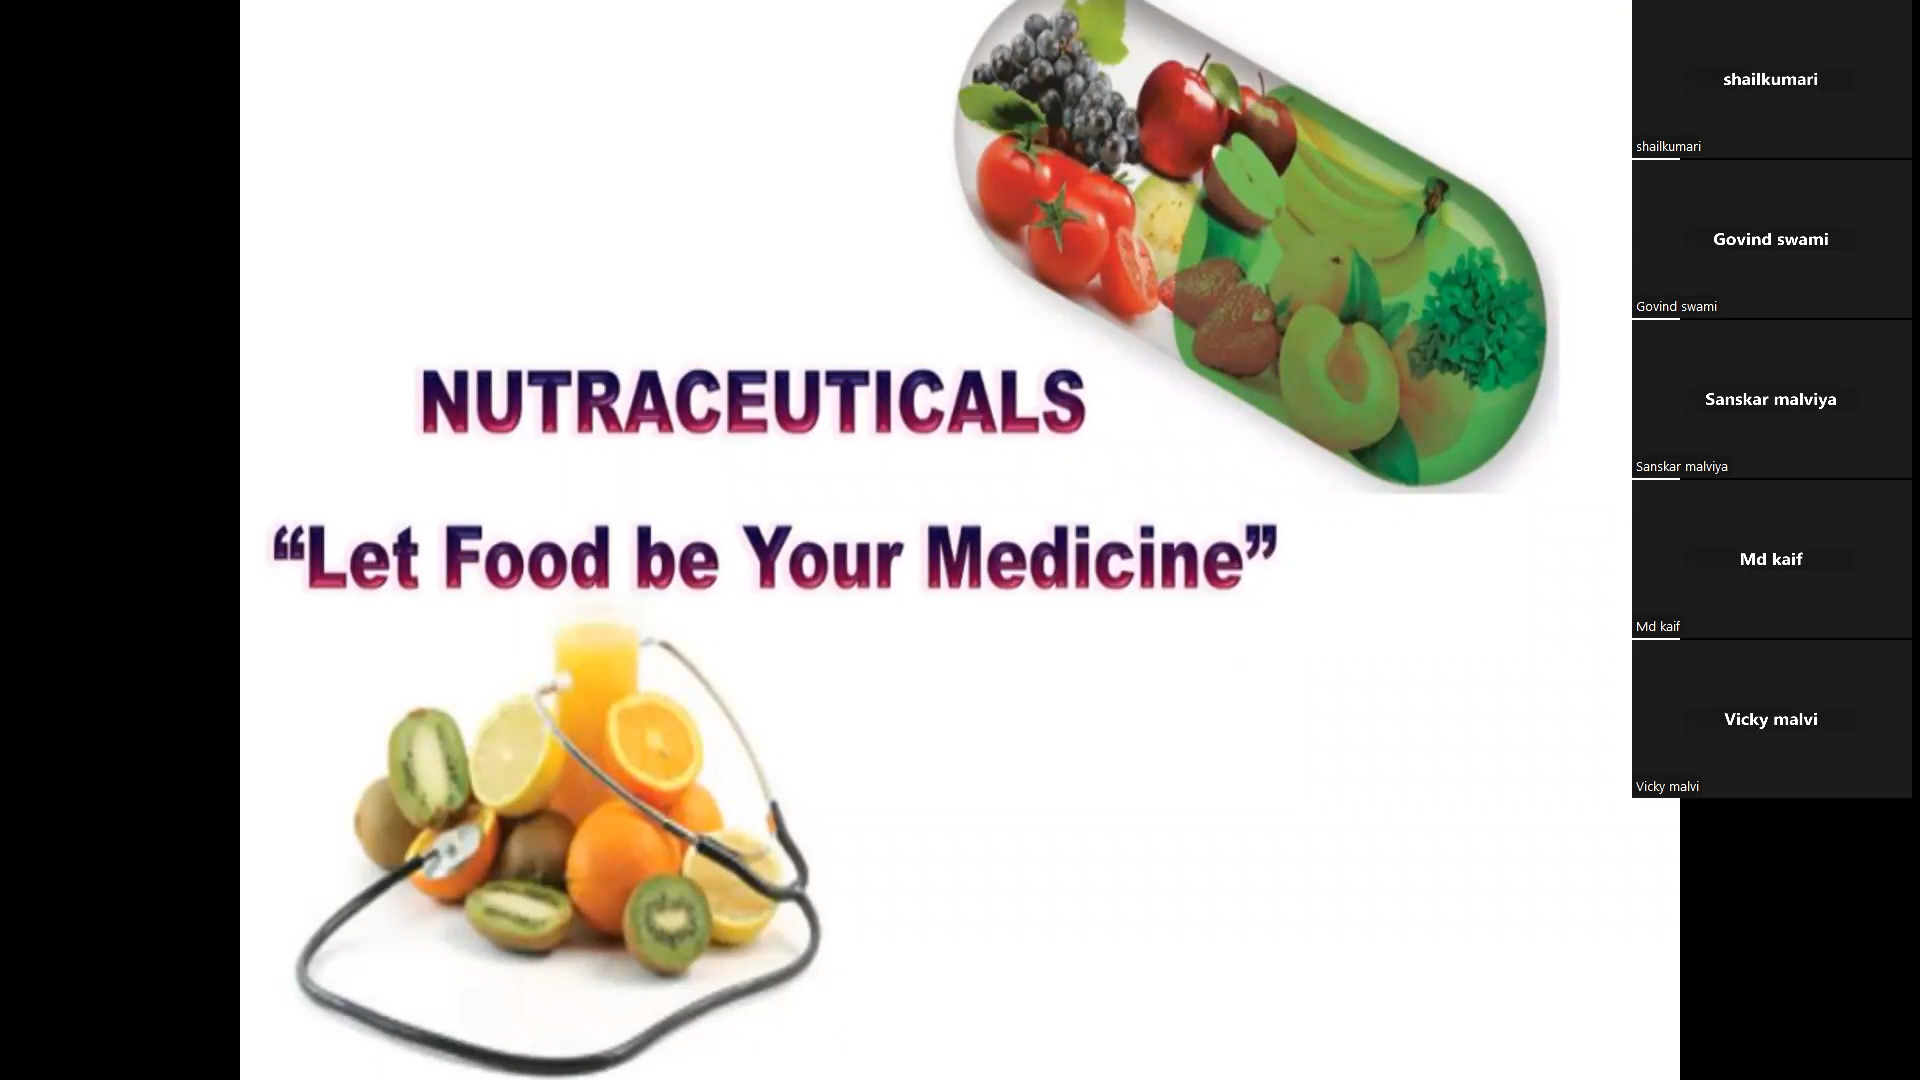 NUTRACEUTICALS
“Let Food be Your Medicine”
shailkumari
shailkumari
Govind swami
Govind swami
Sanskar malviya
Sanskar malviya
Md kaif
Md kaif
Vicky malvi
Vicky malvi